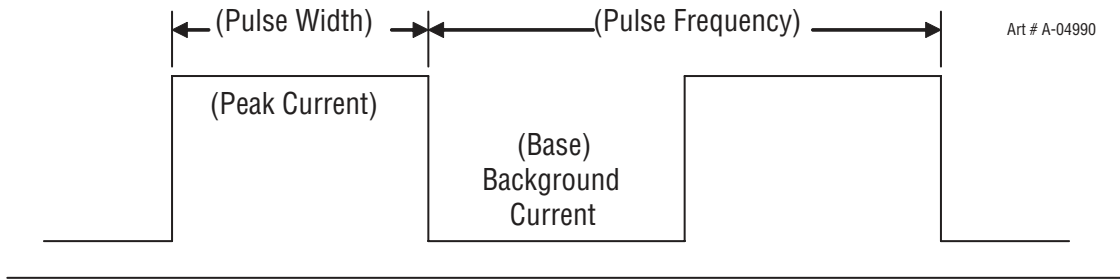 (Pulse Width)
(Pulse Frequency)
Art # A-04990
(Peak Current)
(Base)
Background
Current